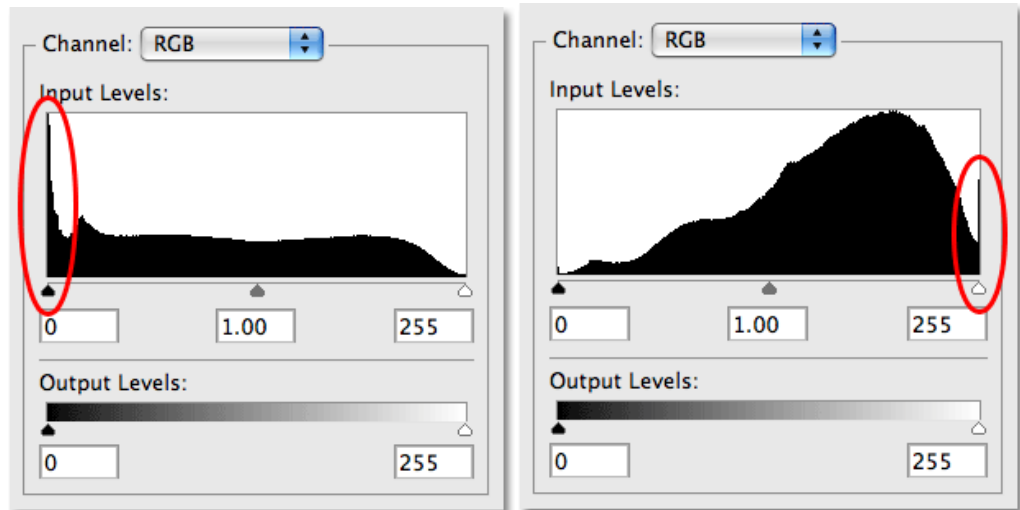 Channel: RGB
Input Levels:
0 1.00 255
Output Levels:
0 255
Channel: RGB
Input Levels:
0 1.00 255
Output Levels:
0 255